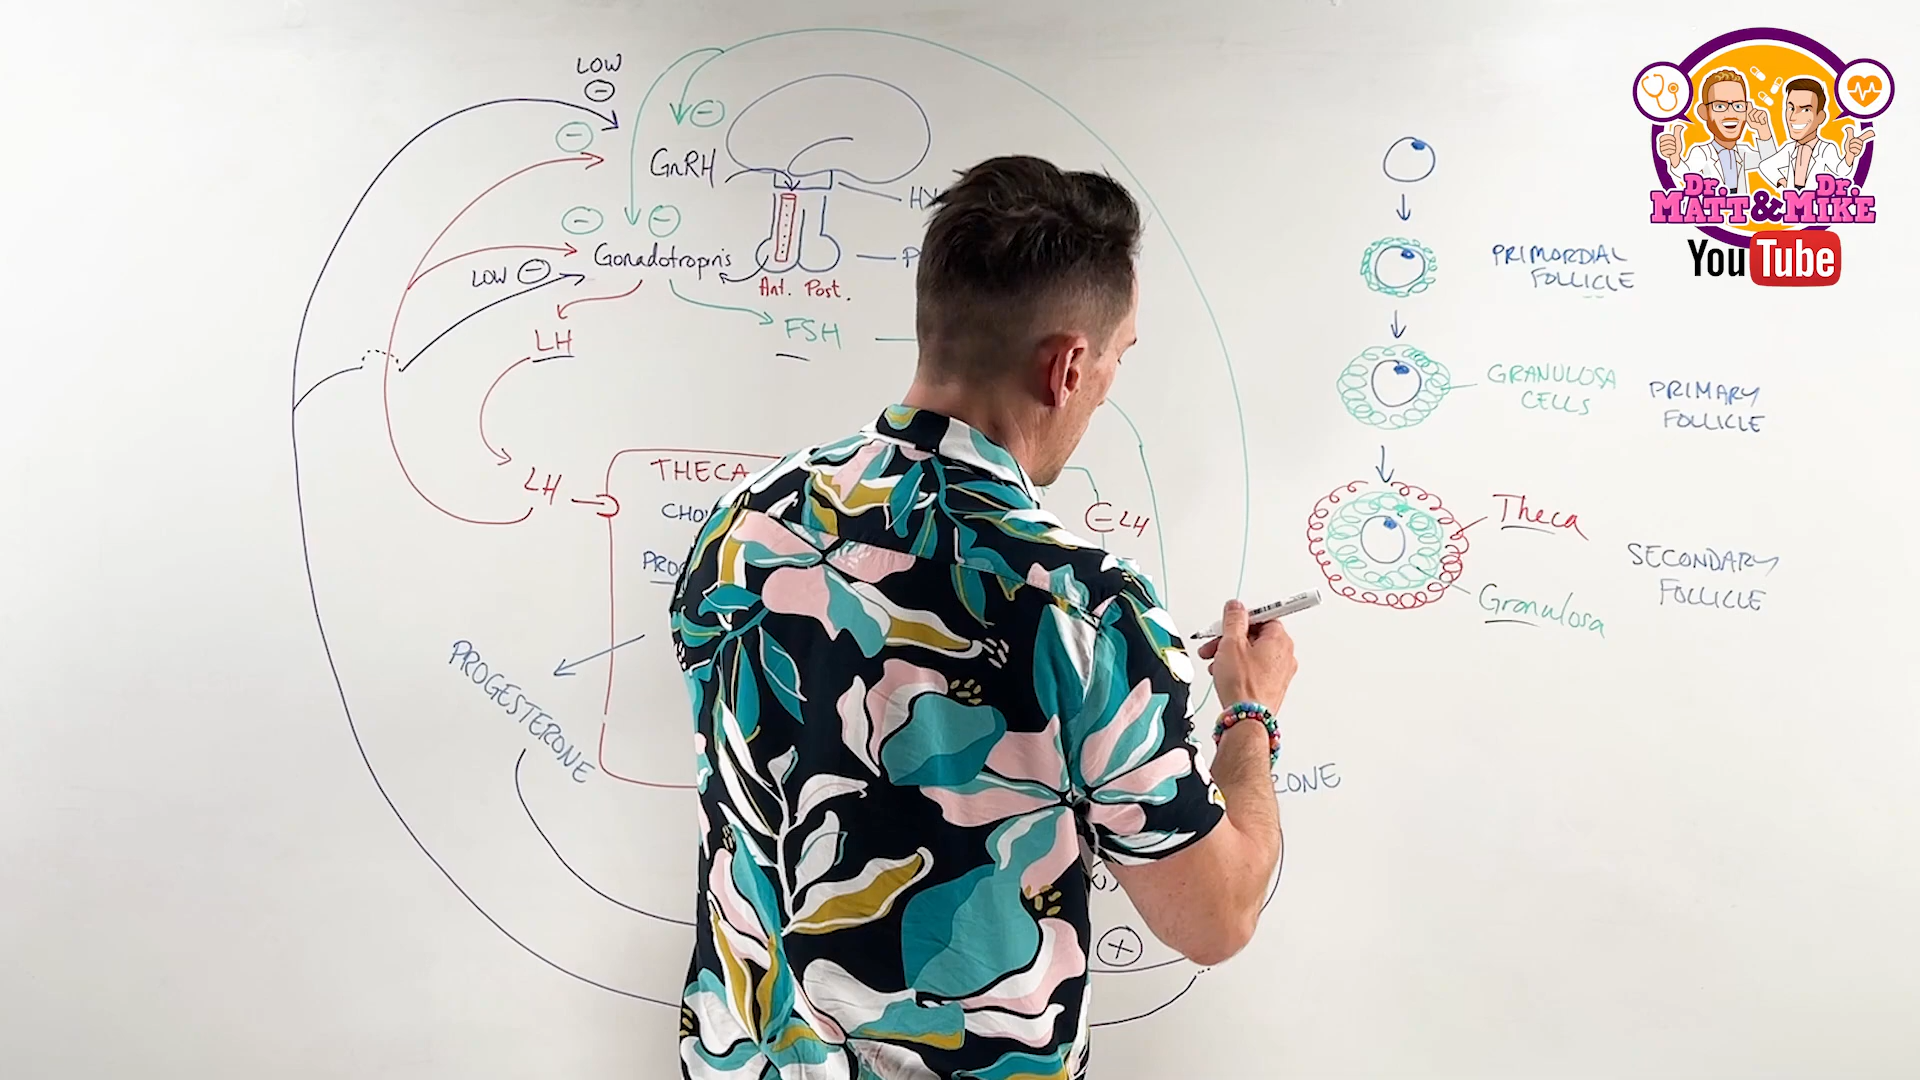 LOW
GnRH
LOW
Gonadotropins
Ant. Post.
LH
FSH
LH
THECA
LH
PROGESTERONE
PRIMORDIAL
FOLLICLE
GRANULOSA
CELLS
PRIMARY
FOLLICLE
Theca
Granulosa
SECONDARY
FOLLICLE
Dr. Dr.
MATT & MIKE
YouTube